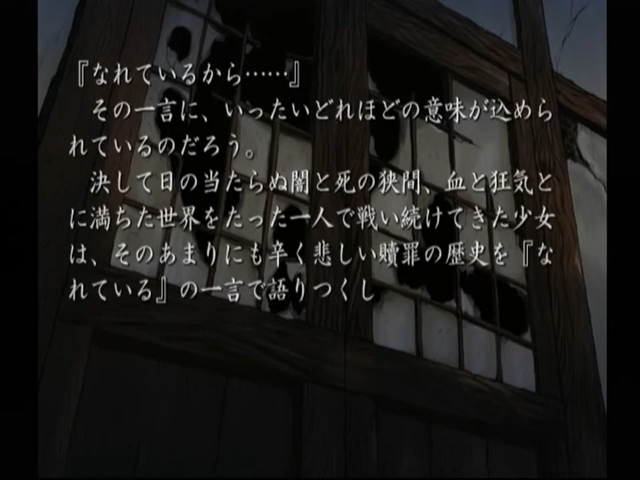 『なれているから……』
　その一言に、いったいどれほどの意味が込めら
れているのだろう。
　決して日の当たらぬ闇と死の狭間、血と狂気と
に満ちた世界をたった一人で戦い続けてきた少女
は、そのあまりにも辛く悲しい贖罪の歴史を『な
れている』の一言で語りつくし